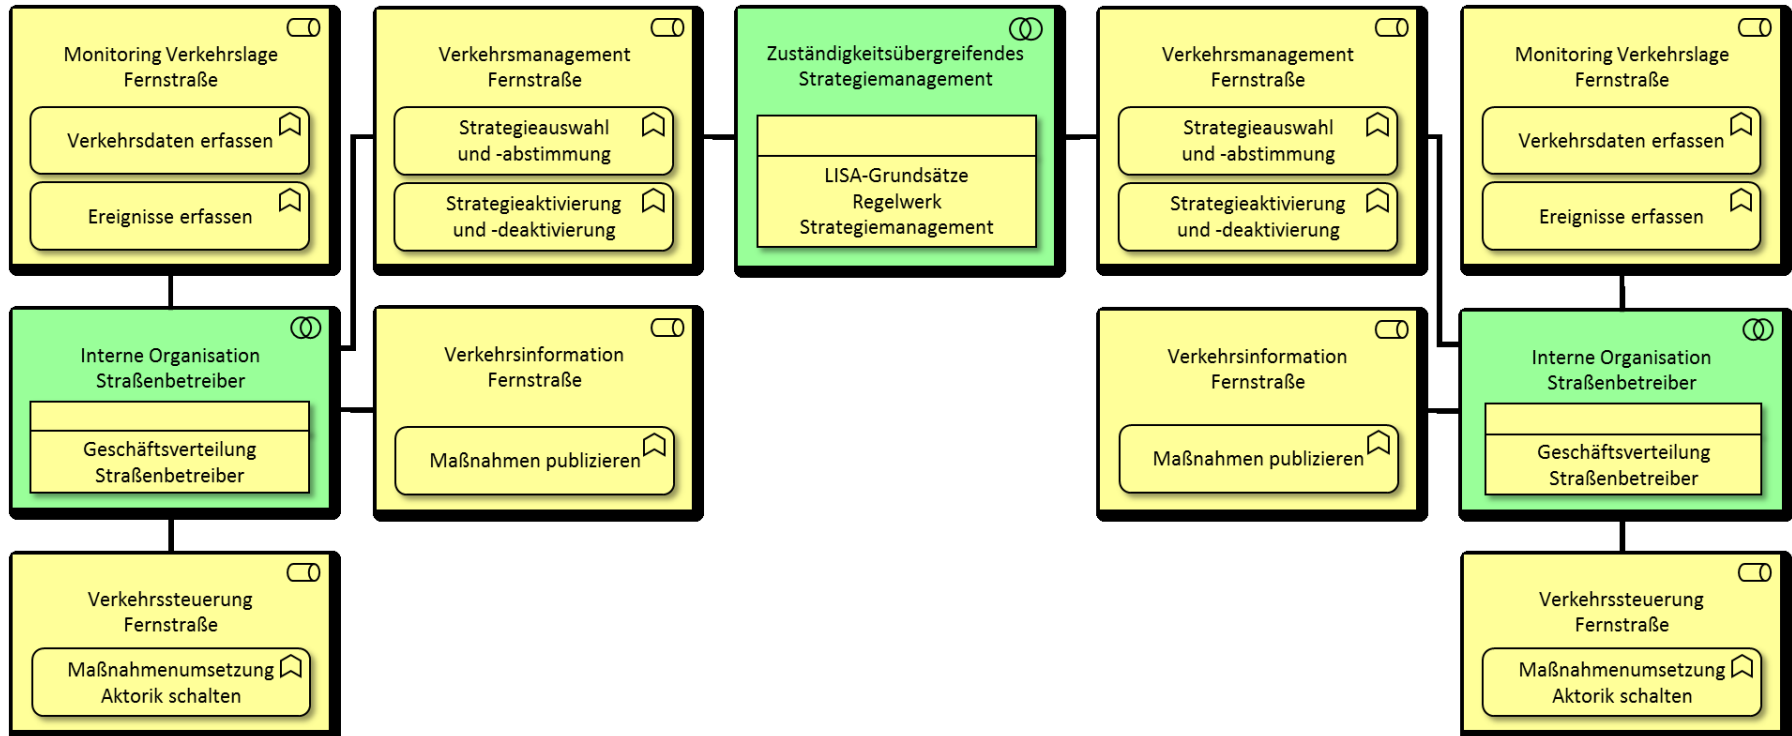 Monitoring Verkehrslage
Fernstraße
Verkehrsdaten erfassen
Ereignisse erfassen
Verkehrsmanagement
Fernstraße
Strategieauswahl
und -abstimmung
Strategieaktivierung
und -deaktivierung
Zuständigkeitsübergreifendes
Strategiemanagement
LISA-Grundsätze
Regelwerk
Strategiemanagement
Verkehrsmanagement
Fernstraße
Strategieauswahl
und -abstimmung
Strategieaktivierung
und -deaktivierung
Monitoring Verkehrslage
Fernstraße
Verkehrsdaten erfassen
Ereignisse erfassen
Interne Organisation
Straßenbetreiber
Geschäftsverteilung
Straßenbetreiber
Verkehrsinformation
Fernstraße
Maßnahmen publizieren
Verkehrsinformation
Fernstraße
Maßnahmen publizieren
Interne Organisation
Straßenbetreiber
Geschäftsverteilung
Straßenbetreiber
Verkehrssteuerung
Fernstraße
Maßnahmenumsetzung
Aktorik schalten
Verkehrssteuerung
Fernstraße
Maßnahmenumsetzung
Aktorik schalten